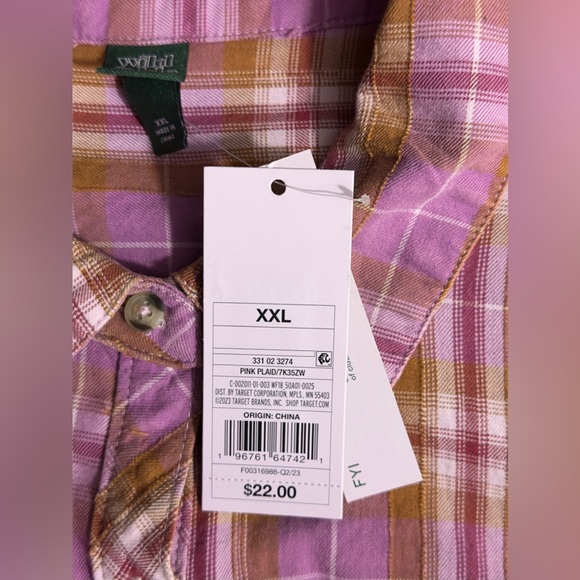 wild
XXL
MADE IN
CHINA
XXL
331 02 3274
PINK PLAID/7K35ZW
C-002011-01-003 WF18_50A01-0025
DIST. BY TARGET CORPORATION, MPLS., MN 55403
©2023 TARGET BRANDS, INC. SHOP TARGET.COM
ORIGIN: CHINA
1 96761 64742 1
F00316986-Q2/23
$22.00
FYI